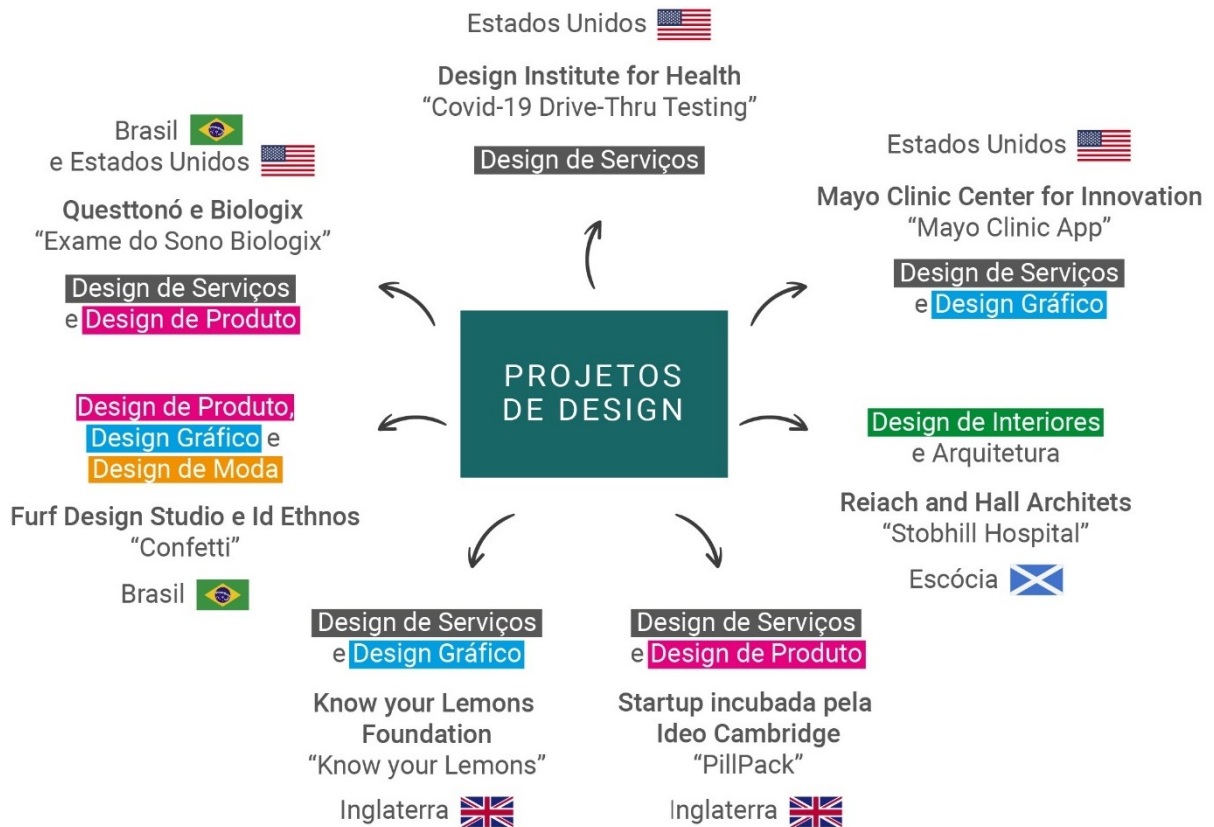 Estados Unidos
Design Institute for Health
“Covid-19 Drive-Thru Testing”
Design de Serviços
Brasil
e Estados Unidos
Questtonó e Biologix
“Exame do Sono Biologix”
Design de Serviços
e Design de Produto
Estados Unidos
Mayo Clinic Center for Innovation
“Mayo Clinic App”
Design de Serviços
e Design Gráfico
PROJETOS
DE DESIGN
Design de Produto,
Design Gráfico e
Design de Moda
Furf Design Studio e Id Ethnos
“Confetti”
Brasil
Design de Interiores
e Arquitetura
Reiach and Hall Architets
“Stobhill Hospital”
Escócia
Design de Serviços
e Design Gráfico
Know your Lemons
Foundation
“Know your Lemons”
Inglaterra
Design de Serviços
e Design de Produto
Startup incubada pela
Ideo Cambridge
“PillPack”
Inglaterra